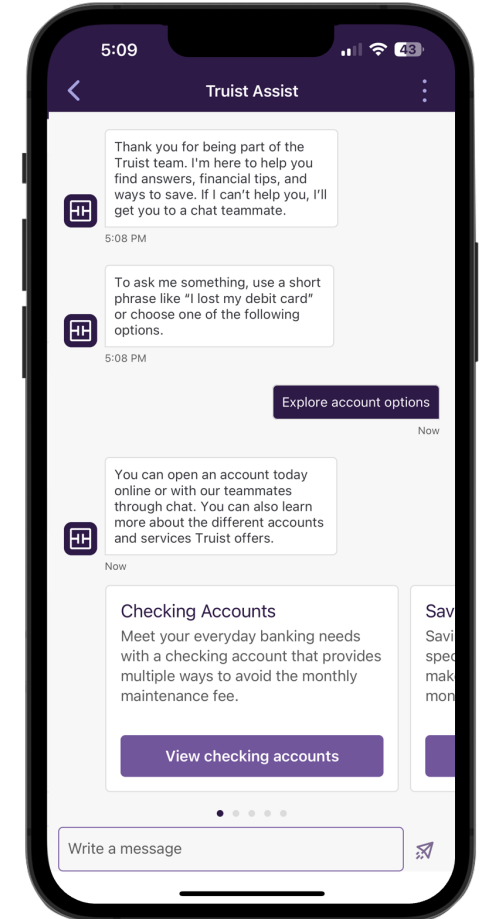 5:09
43
Truist Assist
Thank you for being part of the
Truist team. I'm here to help you
find answers, financial tips, and
ways to save. If I can't help you, I'll
get you to a chat teammate.
5:08 PM
To ask me something, use a short
phrase like "I lost my debit card"
or choose one of the following
options.
5:08 PM
Explore account options
Now
You can open an account today
online or with our teammates
through chat. You can also learn
more about the different accounts
and services Truist offers.
Now
Checking Accounts
Meet your everyday banking needs
with a checking account that provides
multiple ways to avoid the monthly
maintenance fee.
View checking accounts
Sav
Savi
spec
mak
mon
Write a message